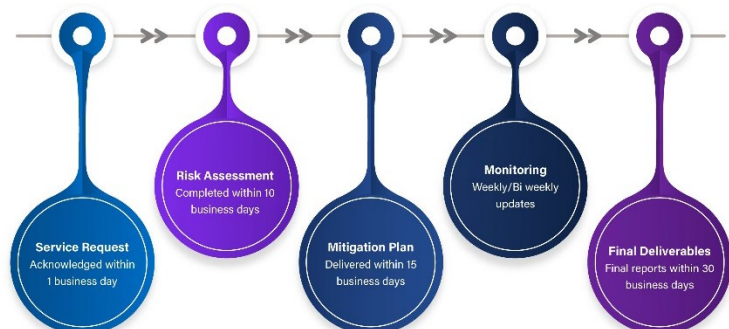 Service Request
Acknowledged within
1 business day
Risk Assessment
Completed within 10
business days
Mitigation Plan
Delivered within 15
business days
Monitoring
Weekly/Bi weekly
updates
Final Deliverables
Final reports within 30
business days